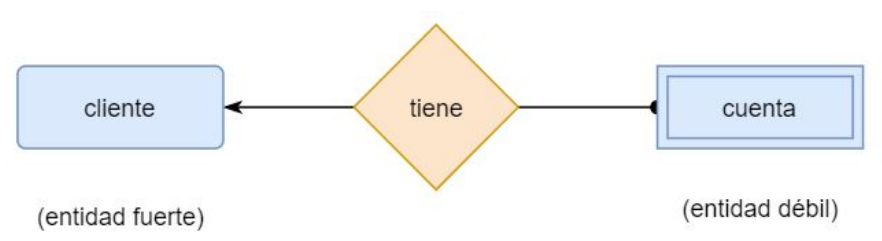 cliente
tiene
cuenta
(entidad fuerte)
(entidad débil)